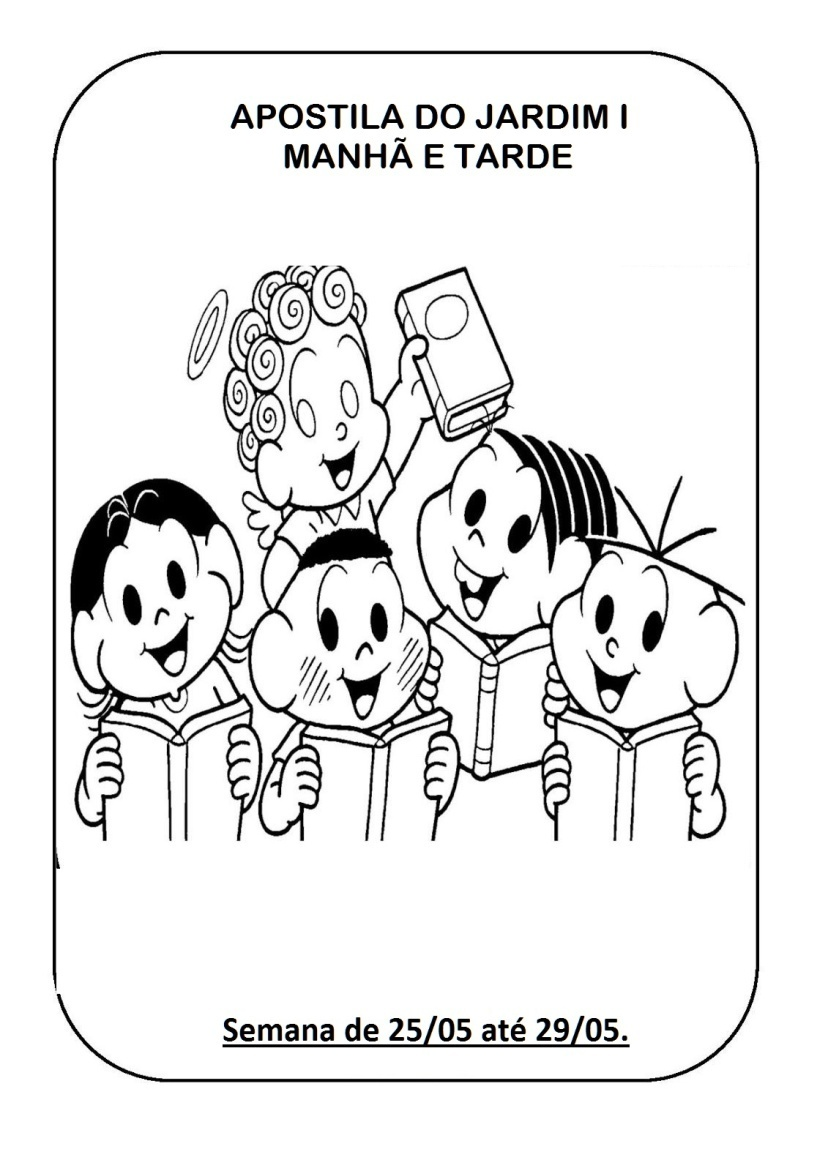 APOSTILA DO JARDIM I
MANHÃ E TARDE
Semana de 25/05 até 29/05.